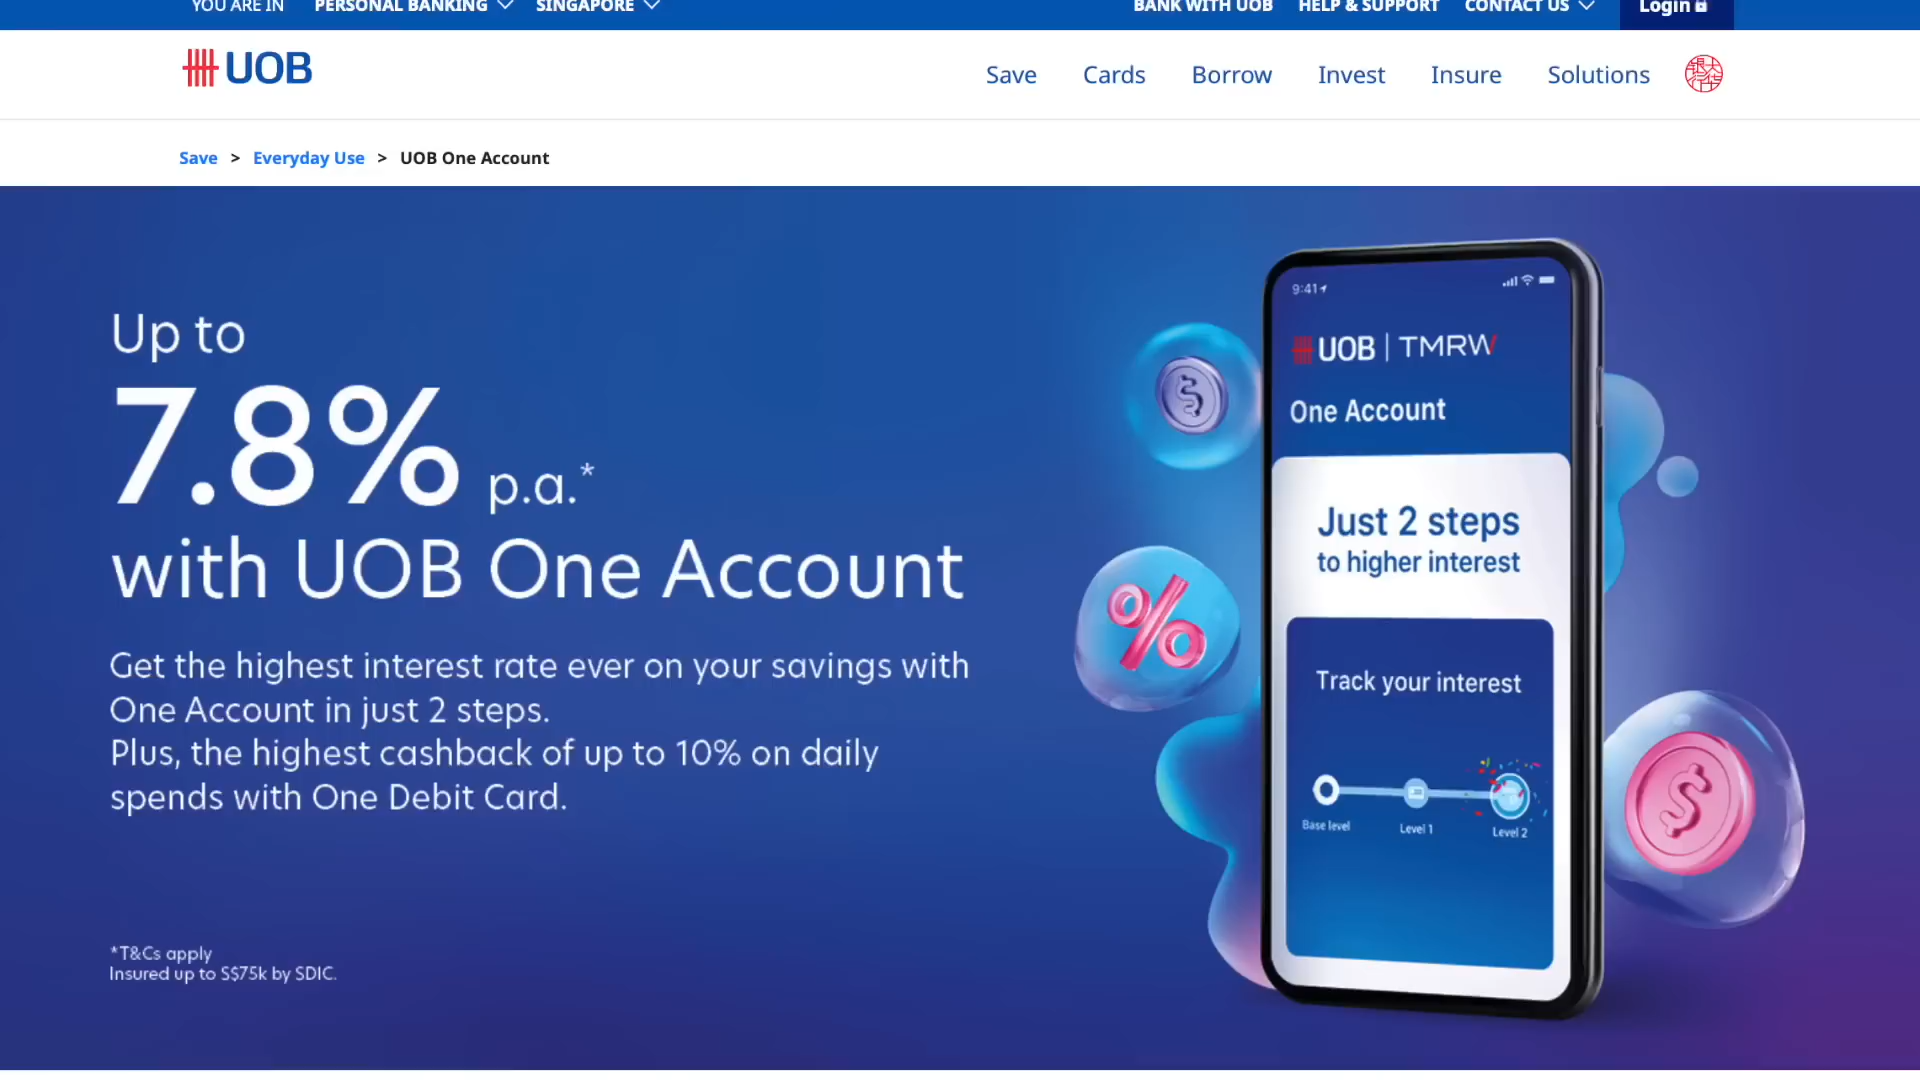 YOU ARE IN PERSONAL BANKING SINGAPORE BANK WITH UOB HELP & SUPPORT CONTACT US Login
UOB Save Cards Borrow Invest Insure Solutions
Save > Everyday Use > UOB One Account
Up to
7.8% p.a.*
with UOB One Account
Get the highest interest rate ever on your savings with
One Account in just 2 steps.
Plus, the highest cashback of up to 10% on daily
spends with One Debit Card.
*T&Cs apply
Insured up to S$75k by SDIC.
9:41
UOB | TMRW
One Account
Just 2 steps
to higher interest
Track your interest
Base level Level 1 Level 2